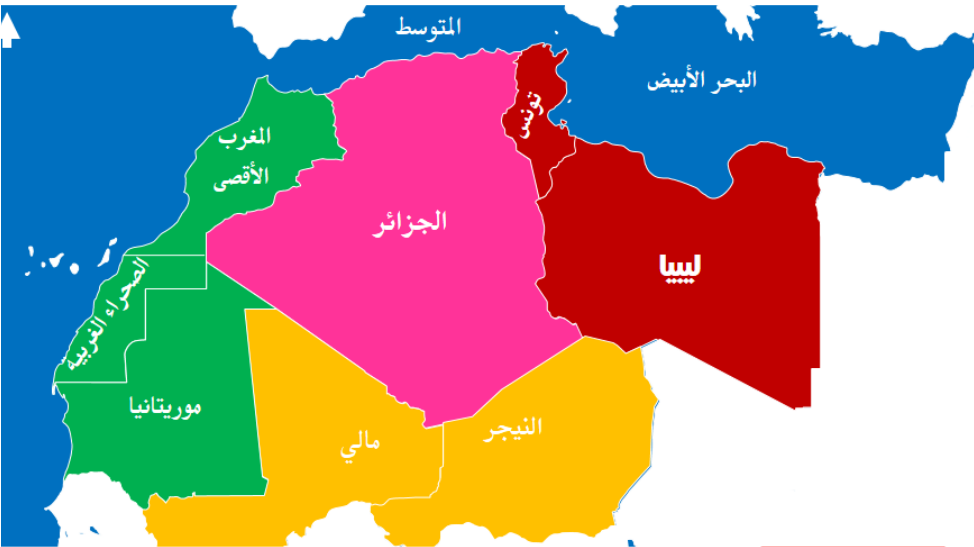 المتوسط
البحر الأبيض
تونس
المغرب
الأقصى
الجزائر
ليبيا
الصحراء الغربية
موريتانيا
مالي
النيجر